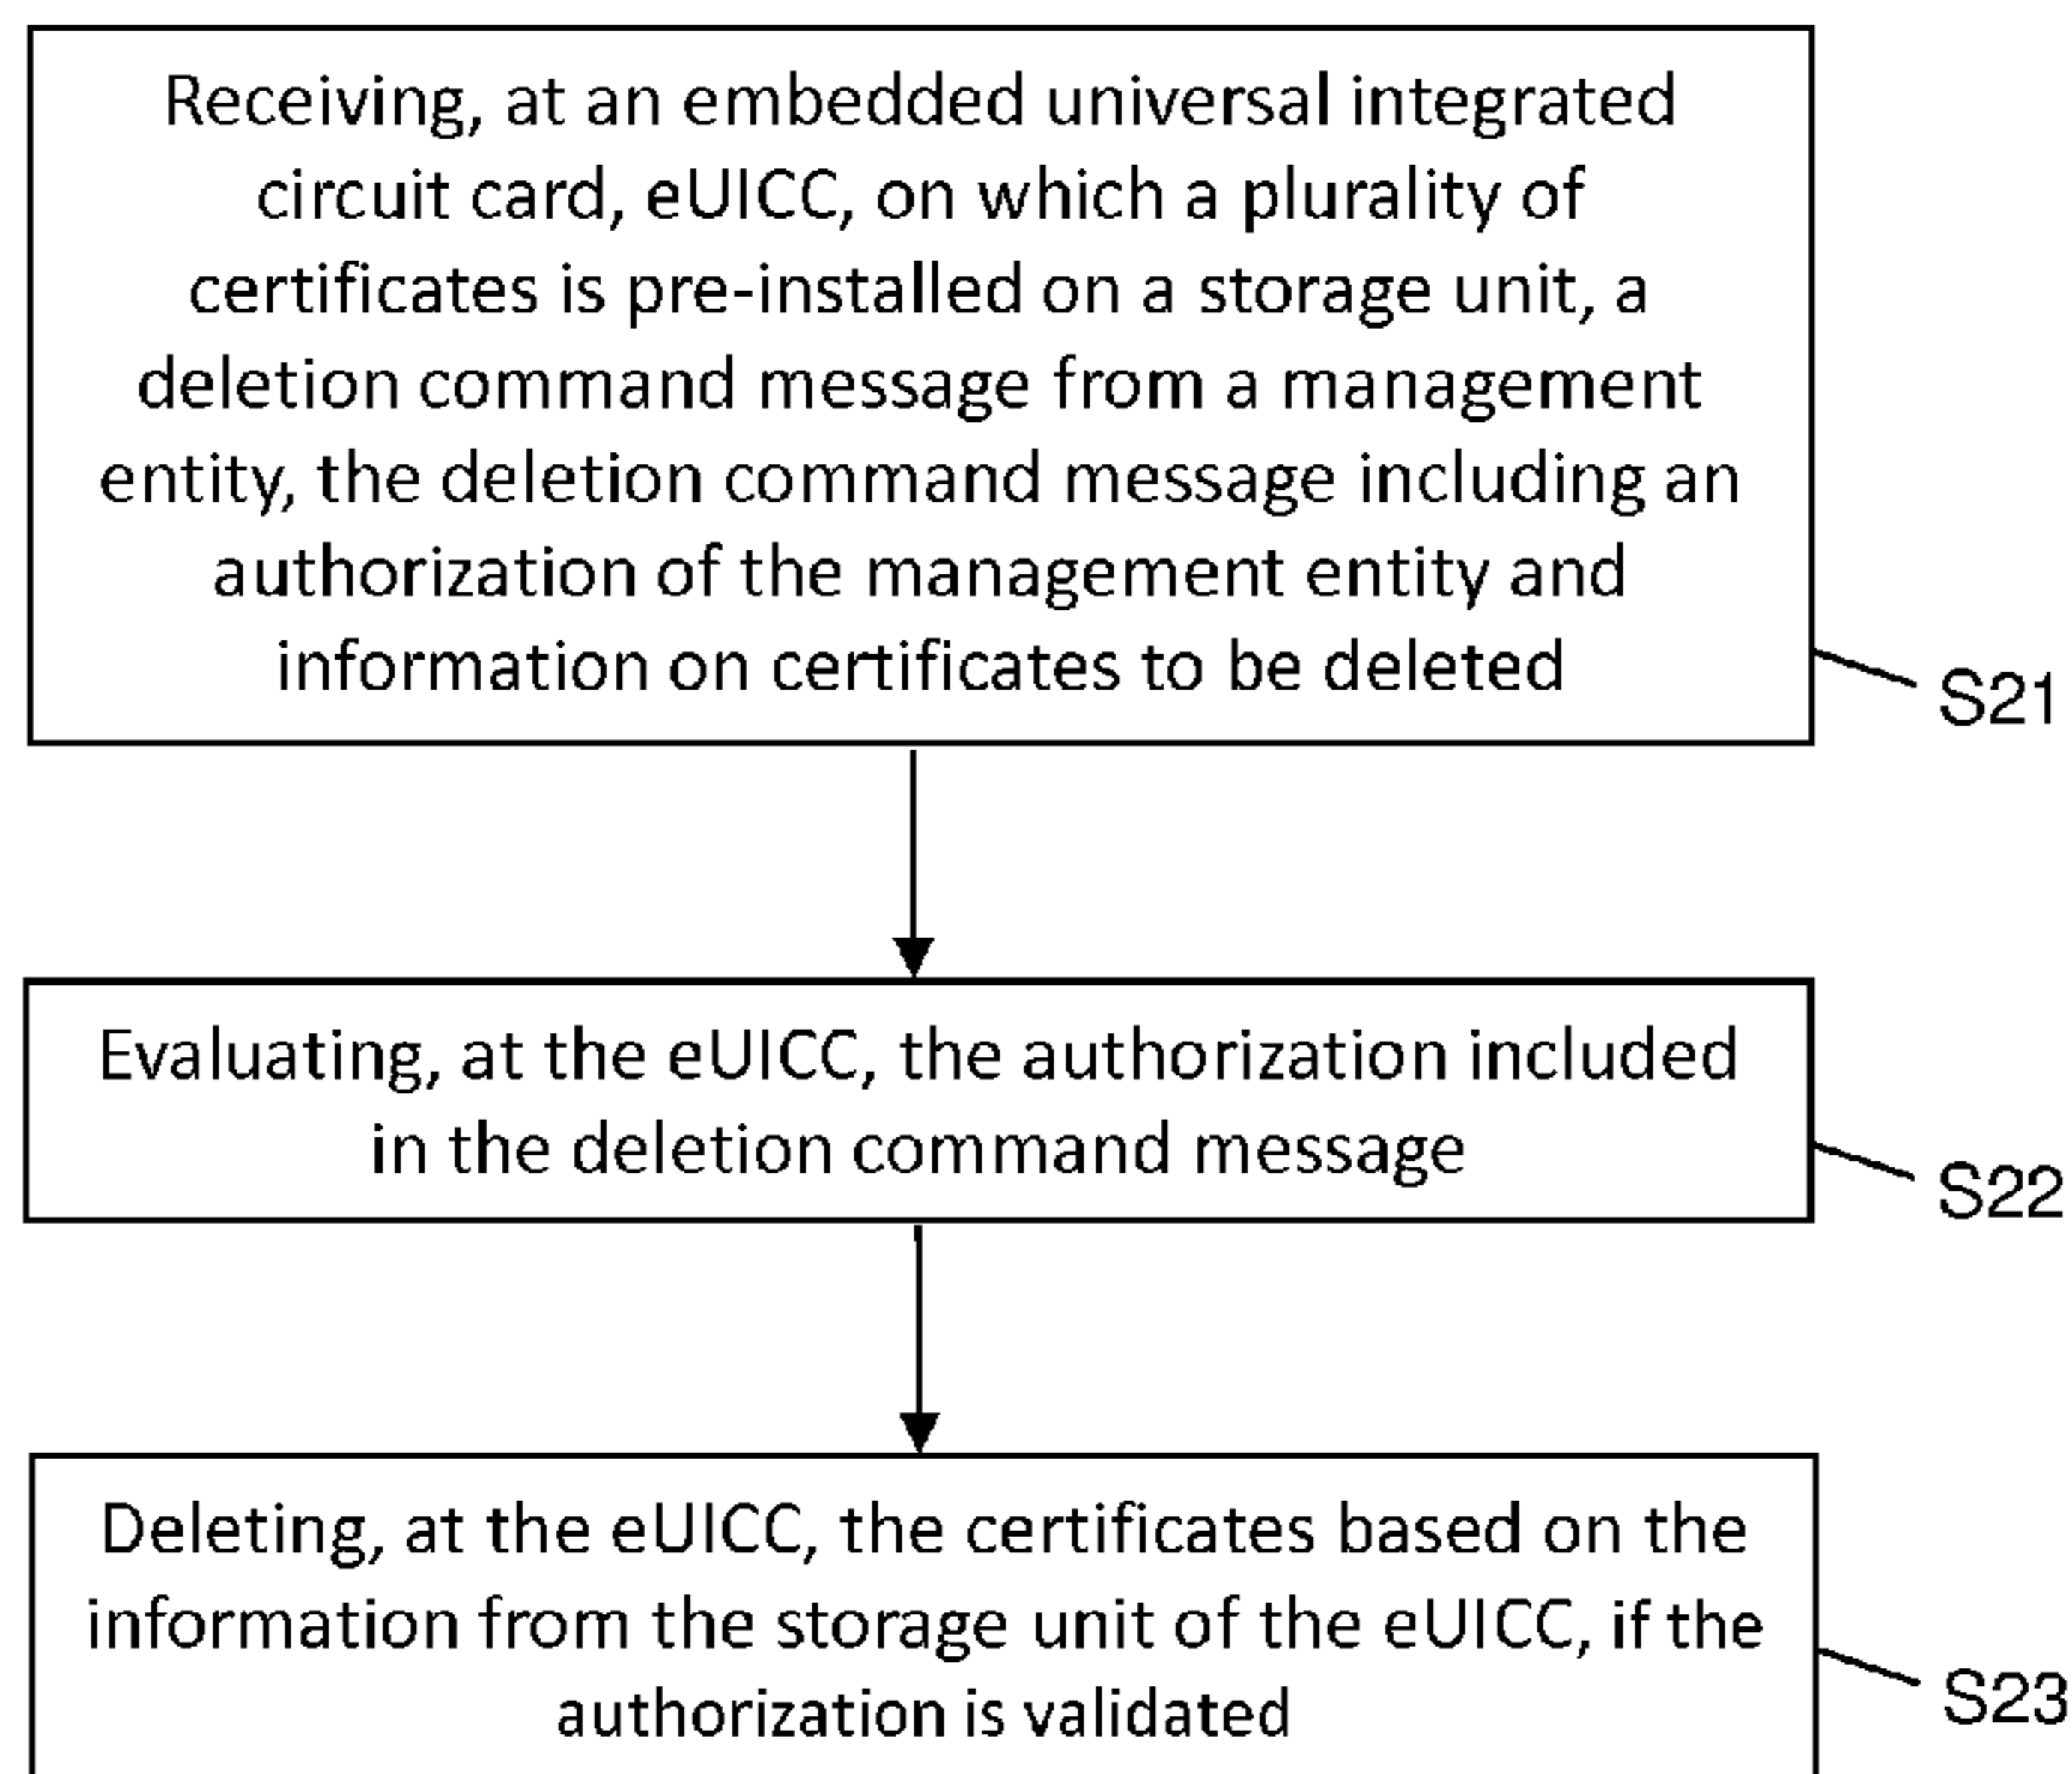 Receiving, at an embedded universal integrated
circuit card, eUICC, on which a plurality of
certificates is pre-installed on a storage unit, a
deletion command message from a management
entity, the deletion command message including an
authorization of the management entity and
information on certificates to be deleted
S21
Evaluating, at the eUICC, the authorization included
in the deletion command message
S22
Deleting, at the eUICC, the certificates based on the
information from the storage unit of the eUICC, if the
authorization is validated
S23